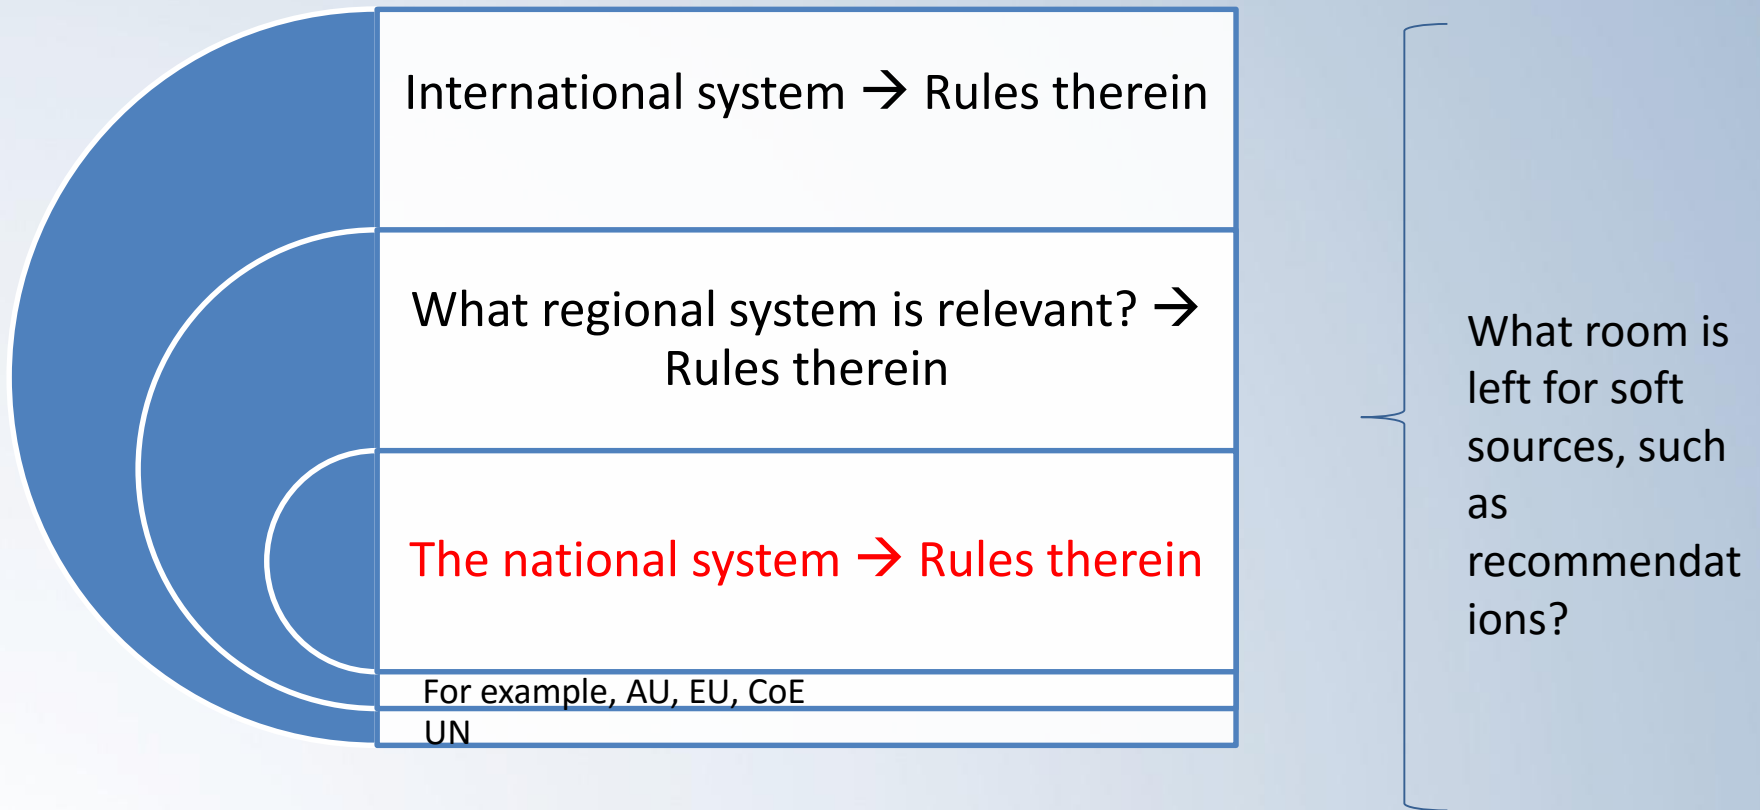 International system → Rules therein
What regional system is relevant? →
Rules therein
The national system → Rules therein
For example, AU, EU, CoE
UN
What room is
left for soft
sources, such
as
recommendat
ions?